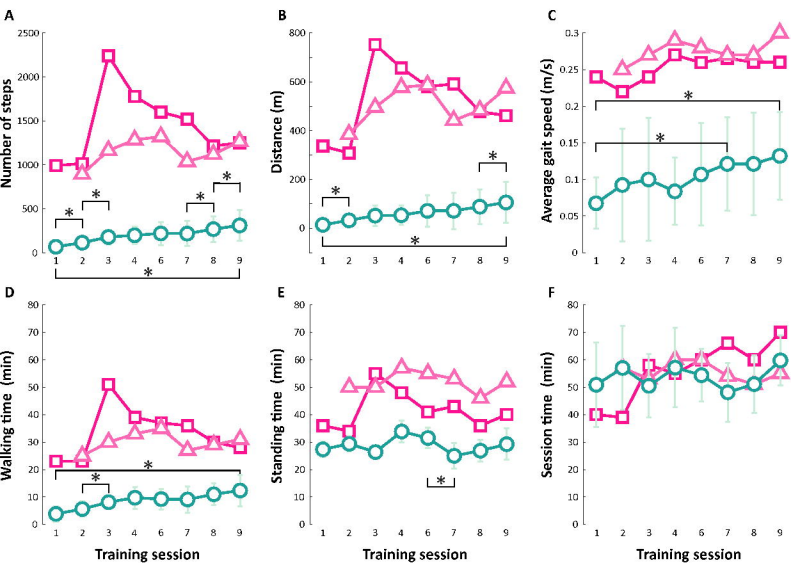 A
Number of steps
2500
2000
1500
1000
500
0
*
*
*
*
*
1 2 3 4 6 7 8 9
B
Distance (m)
800
600
400
200
0
*
*
*
1 2 3 4 6 7 8 9
C
Average gait speed (m/s)
0.3
0.25
0.2
0.15
0.1
0.05
0
*
*
1 2 3 4 6 7 8 9
D
Walking time (min)
80
70
60
50
40
30
20
10
0
*
*
1 2 3 4 6 7 8 9
Training session
E
Standing time (min)
80
70
60
50
40
30
20
10
0
*
1 2 3 4 6 7 8 9
Training session
F
Session time (min)
80
70
60
50
40
30
20
10
0
1 2 3 4 6 7 8 9
Training session